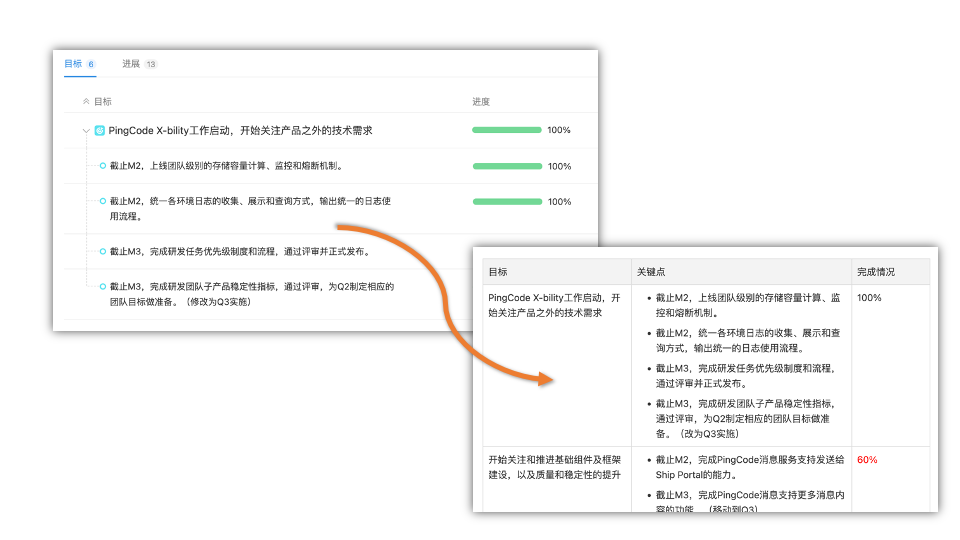 目标 6 进展 13
目标 进度
PingCode X-bility工作启动，开始关注产品之外的技术需求 100%
截止M2，上线团队级别的存储容量计算、监控和熔断机制。 100%
截止M2，统一各环境日志的收集、展示和查询方式，输出统一的日志使 100%
用流程。
截止M3，完成研发任务优先级制度和流程，通过评审并正式发布。
截止M3，完成研发团队子产品稳定性指标，通过评审，为Q2制定相应的
团队目标做准备。（修改为Q3实施）
目标 关键点 完成情况
PingCode X-bility工作启动，开
始关注产品之外的技术需求
• 截止M2，上线团队级别的存储容量计算、监
控和熔断机制。
• 截止M2，统一各环境日志的收集、展示和查
询方式，输出统一的日志使用流程。
• 截止M3，完成研发任务优先级制度和流程，
通过评审并正式发布。
• 截止M3，完成研发团队子产品稳定性指标，
通过评审，为Q2制定相应的团队目标做准
备。（改为Q3实施）
100%
开始关注和推进基础组件及框架
建设，以及质量和稳定性的提升
• 截止M2，完成PingCode消息服务支持发送给
Ship Portal的能力。
• 截止M3，完成PingCode消息支持更多消息内
容的功能。（移动到Q3）
60%